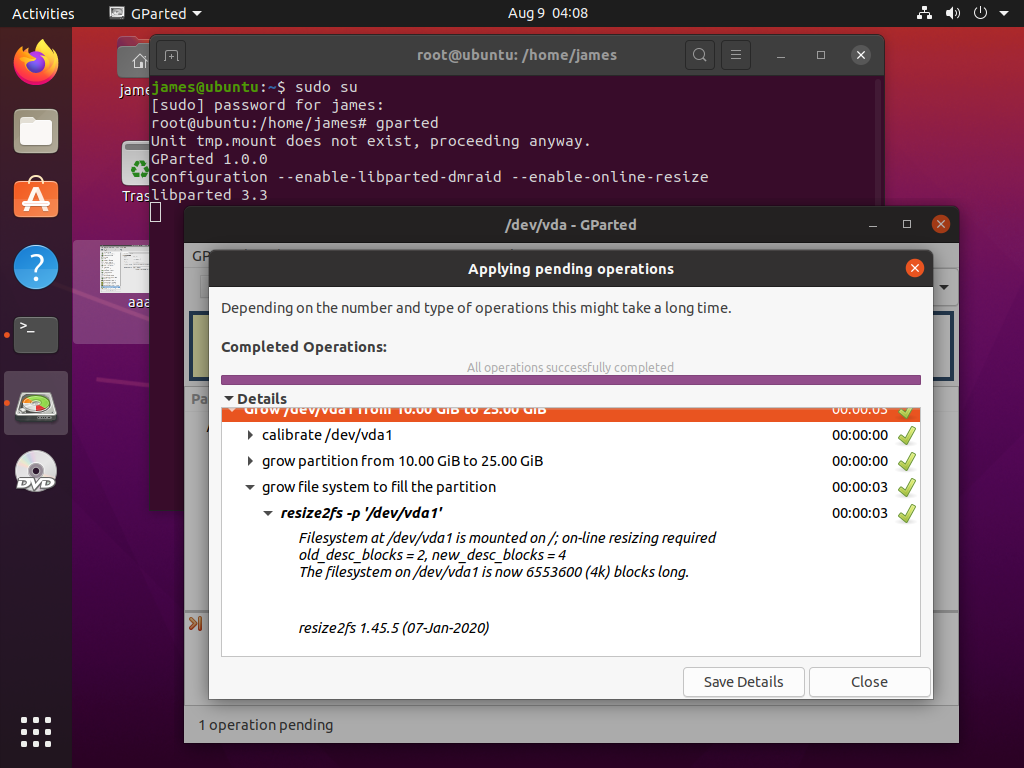 Activities GParted Aug 9 04:08
root@ubuntu: /home/james
james@ubuntu:~$ sudo su
[sudo] password for james:
root@ubuntu:/home/james# gparted
Unit tmp.mount does not exist, proceeding anyway.
GParted 1.0.0
configuration --enable-libparted-dmraid --enable-online-resize
libparted 3.3
jame
Tras
aaa
>_
?
DVD
/dev/vda - GParted
GP
Applying pending operations
Depending on the number and type of operations this might take a long time.
Completed Operations:
All operations successfully completed
Pa
Details
Grow /dev/vda1 from 10.00 GiB to 25.00 GiB 00:00:03
calibrate /dev/vda1 00:00:00
grow partition from 10.00 GiB to 25.00 GiB 00:00:00
grow file system to fill the partition 00:00:03
resize2fs -p '/dev/vda1' 00:00:03
Filesystem at /dev/vda1 is mounted on /; on-line resizing required
old_desc_blocks = 2, new_desc_blocks = 4
The filesystem on /dev/vda1 is now 6553600 (4k) blocks long.
resize2fs 1.45.5 (07-Jan-2020)
Save Details Close
1 operation pending